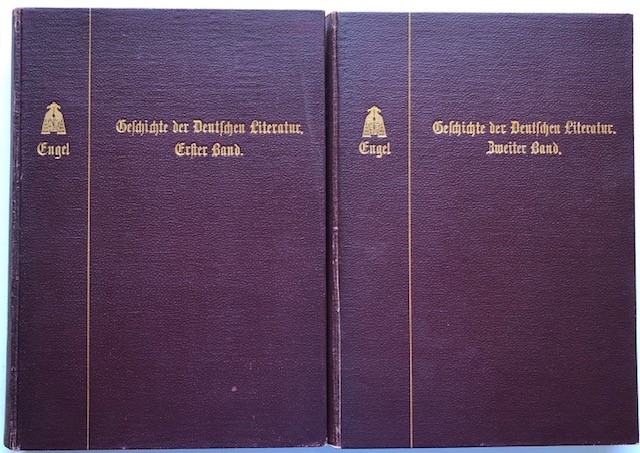 Engel
Geschichte der Deutschen Literatur.
Erster Band.
Engel
Geschichte der Deutschen Literatur.
Zweiter Band.